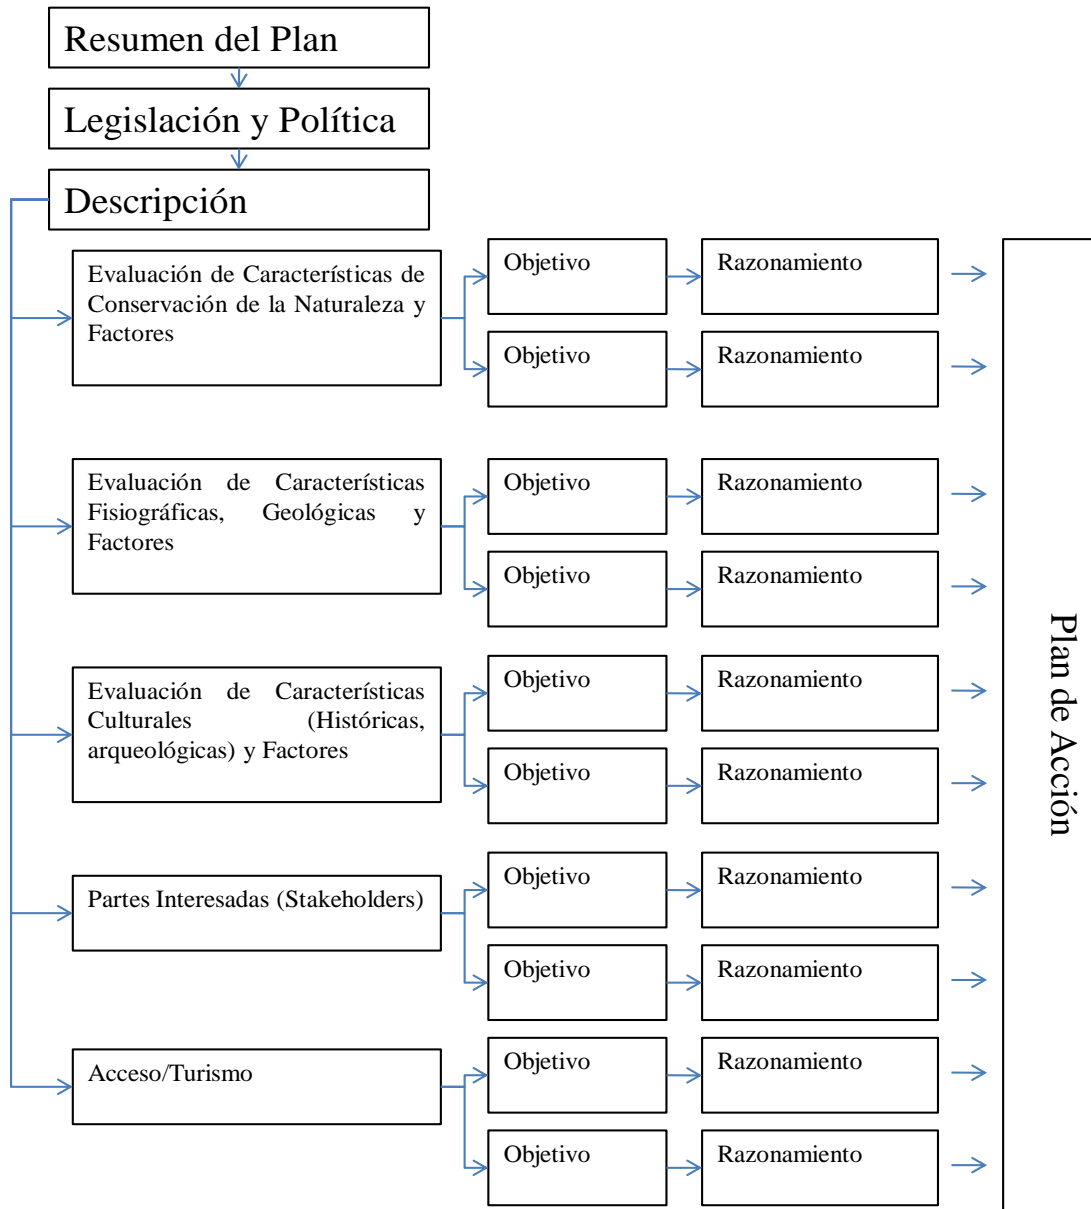 Resumen del Plan
Legislación y Política
Descripción
Evaluación de Características de
Conservación de la Naturaleza y
Factores
Objetivo
Razonamiento
Objetivo
Razonamiento
Evaluación de Características
Fisiográficas, Geológicas y
Factores
Objetivo
Razonamiento
Objetivo
Razonamiento
Evaluación de Características
Culturales (Históricas,
arqueológicas) y Factores
Objetivo
Razonamiento
Objetivo
Razonamiento
Partes Interesadas (Stakeholders)
Objetivo
Razonamiento
Objetivo
Razonamiento
Acceso/Turismo
Objetivo
Razonamiento
Objetivo
Razonamiento
Plan de Acción